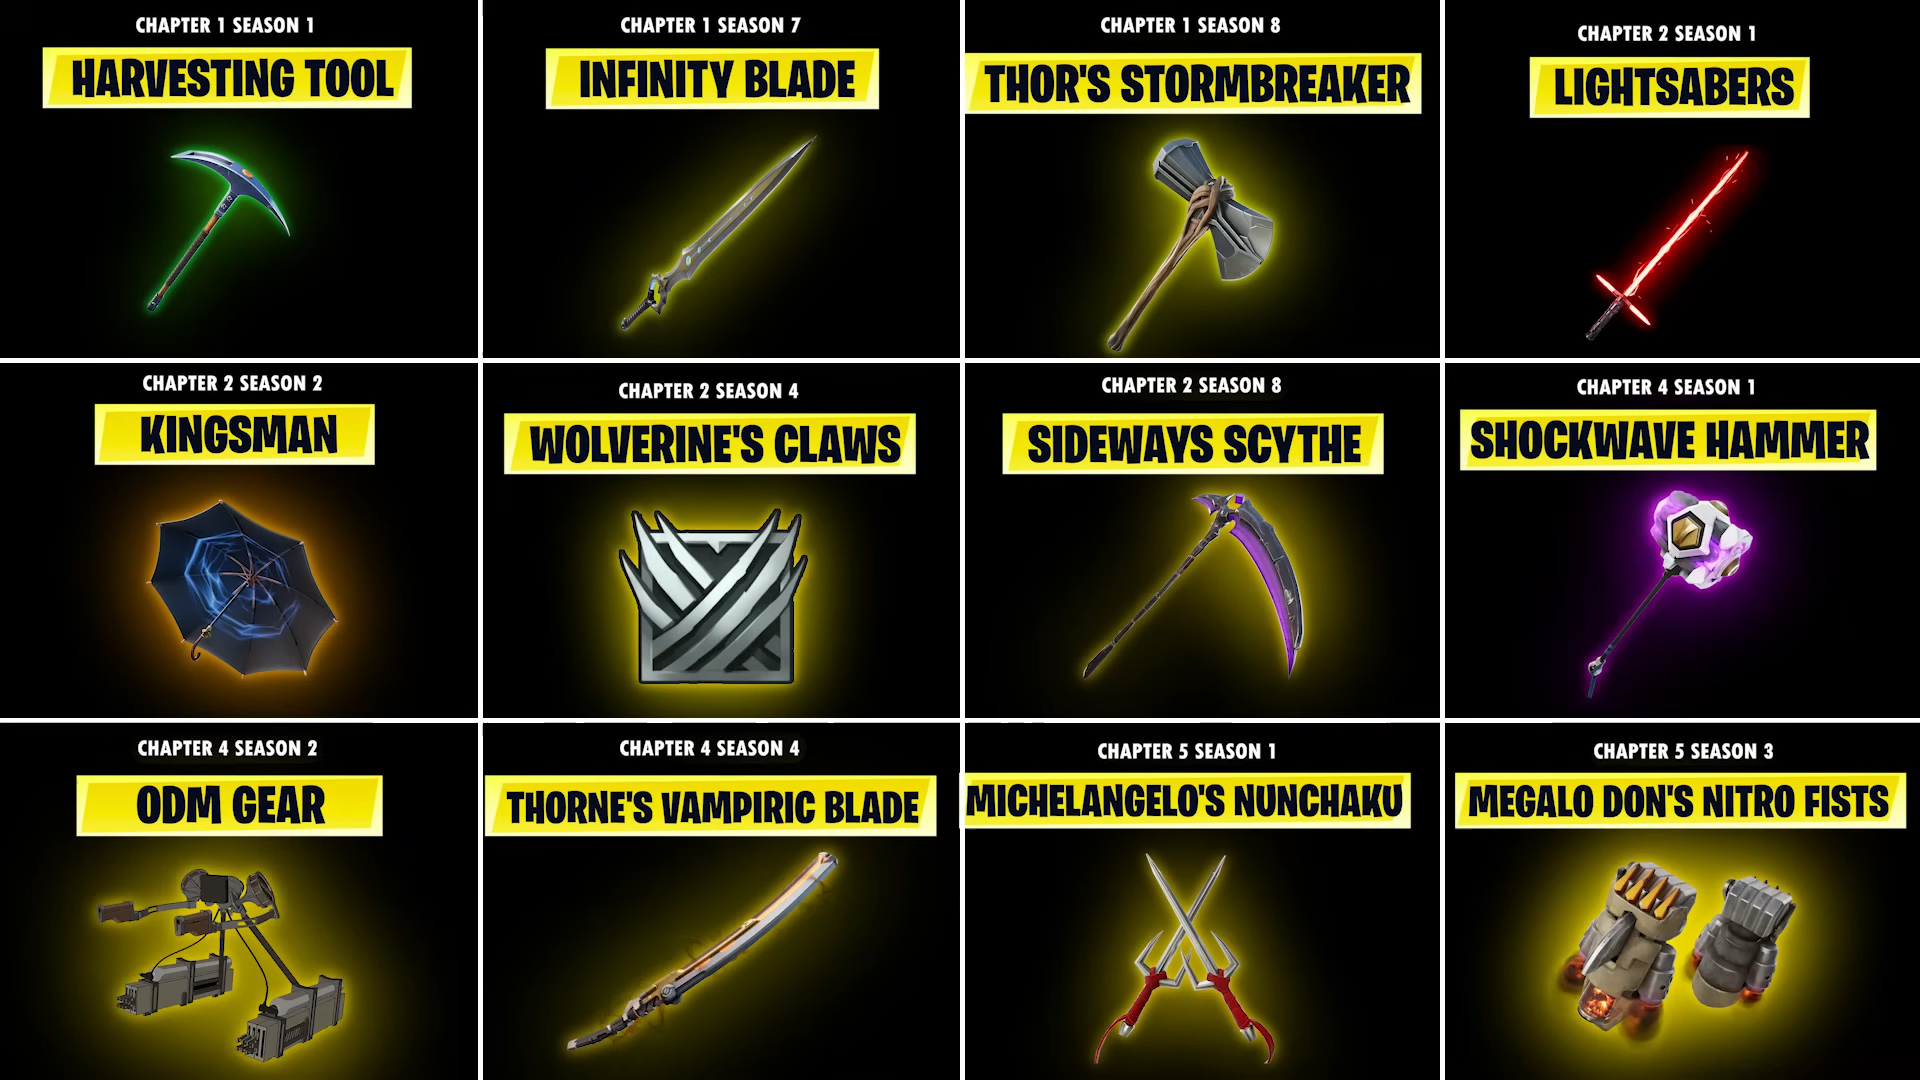 CHAPTER 1 SEASON 1
HARVESTING TOOL
CHAPTER 1 SEASON 7
INFINITY BLADE
CHAPTER 1 SEASON 8
THOR'S STORMBREAKER
CHAPTER 2 SEASON 1
LIGHTSABERS
CHAPTER 2 SEASON 2
KINGSMAN
CHAPTER 2 SEASON 4
WOLVERINE'S CLAWS
CHAPTER 2 SEASON 8
SIDEWAYS SCYTHE
CHAPTER 4 SEASON 1
SHOCKWAVE HAMMER
CHAPTER 4 SEASON 2
ODM GEAR
CHAPTER 4 SEASON 4
THORNE'S VAMPIRIC BLADE
CHAPTER 5 SEASON 1
MICHELANGELO'S NUNCHAKU
CHAPTER 5 SEASON 3
MEGALO DON'S NITRO FISTS